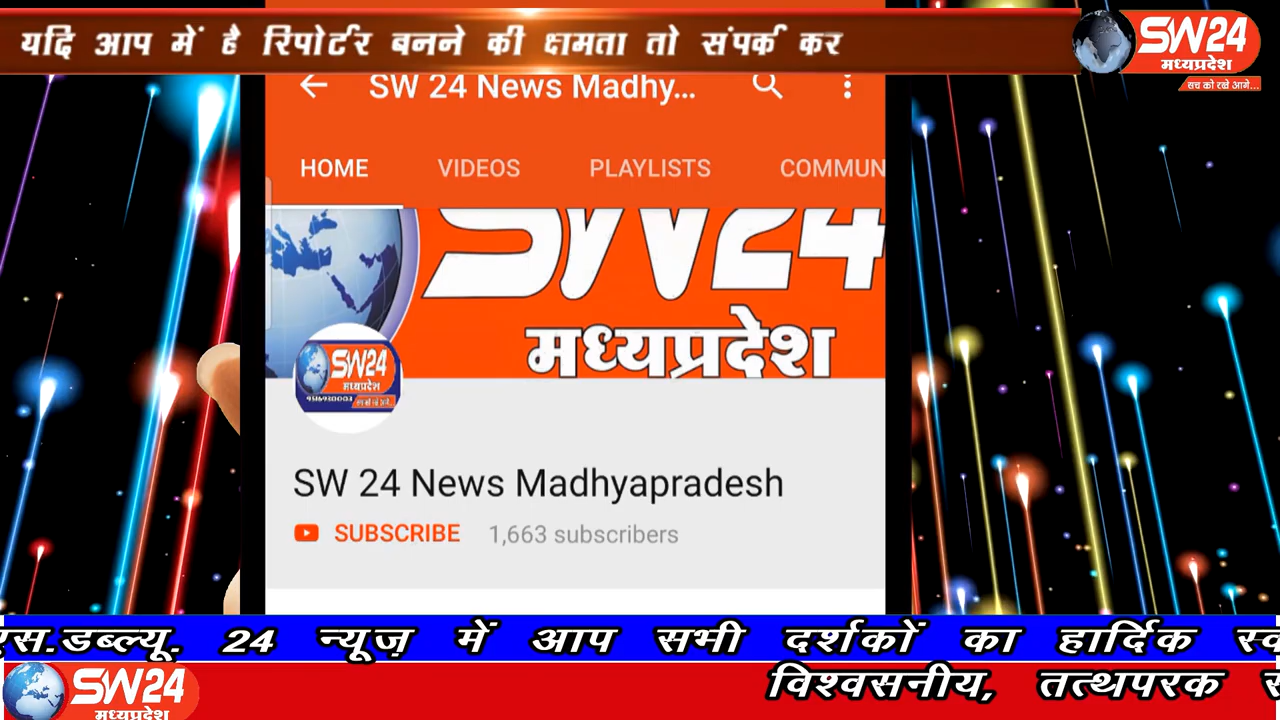 यदि आप में है रिपोर्टर बनने की क्षमता तो संपर्क कर
SW24
मध्यप्रदेश
सच को रखे आगे...
SW 24 News Madhy...
HOME VIDEOS PLAYLISTS COMMUN
SW24
मध्यप्रदेश
SW24
मध्यप्रदेश
SW 24 News Madhyapradesh
SUBSCRIBE 1,663 subscribers
एस.डब्ल्यू. 24 न्यूज़ में आप सभी दर्शकों का हार्दिक स्व
विश्वसनीय, तत्थपरक स
SW24
मध्यप्रदेश